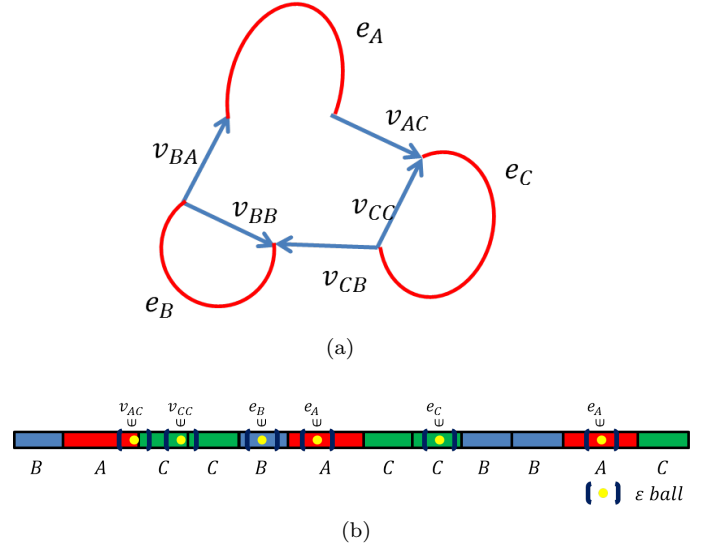 e_A
v_AC
v_BA
e_C
v_BB
v_CC
v_CB
e_B
(a)
v_AC v_CC e_B e_A e_C e_A
B A C C B A C C B B A C
ε ball
(b)